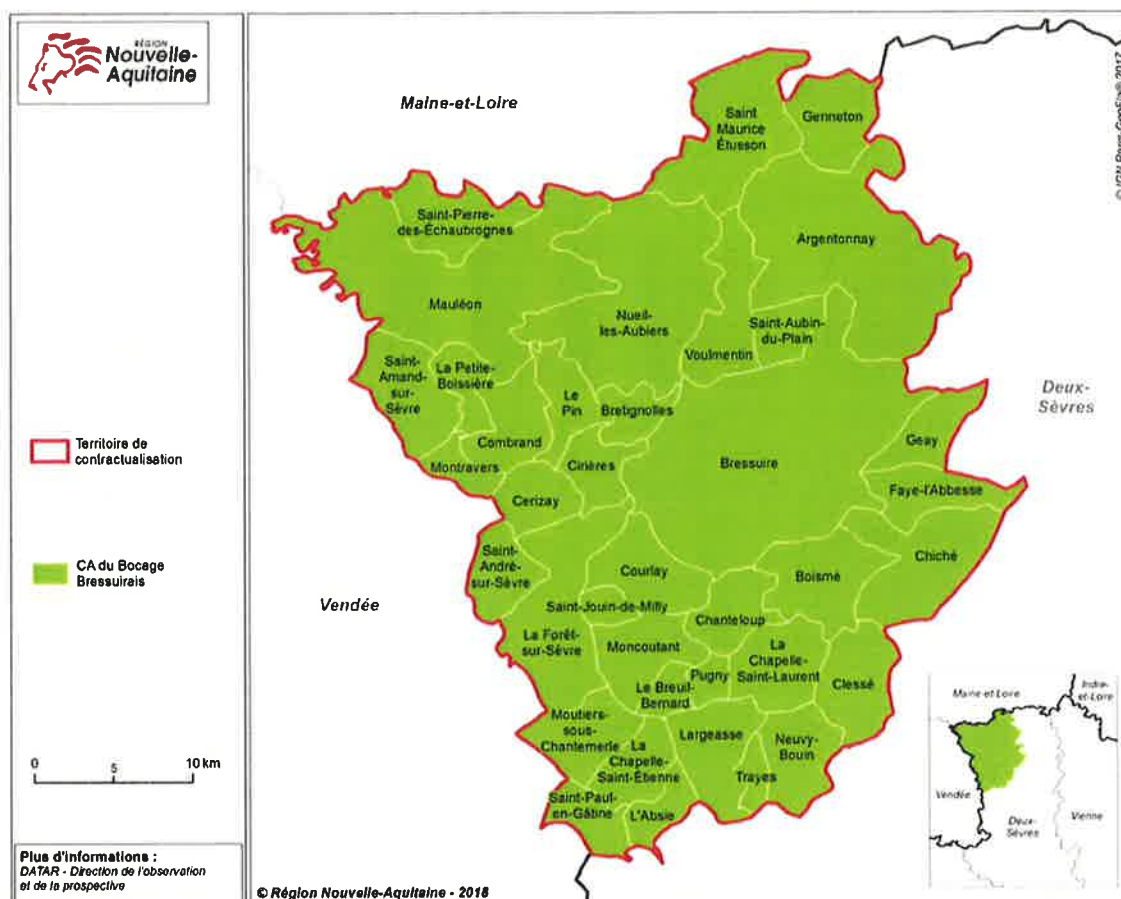 RÉGION
Nouvelle-
Aquitaine
Maine-et-Loire
Saint
Maurice
Étusson
Genneton
© IGN
2017
Saint-Pierre-
des-Échaubrognes
Argentonnay
Mauléon
Nueil-
les-Aubiers
Saint-Aubin-
du-Plain
Voulmentin
Saint-
Amand-
sur-
Sèvre
La Petite-
Boissière
Le
Pin
Bretignolles
Deux-
Sèvres
Territoire de
contractualisation
Combrand
Geay
Bressuire
Montravers
Cirières
Faye-l'Abbesse
Cerizay
CA du Bocage
Bressuirais
Saint-
André-
sur-Sèvre
Chiché
Courlay
Boismé
Vendée
Saint-Jouin-de-Milly
Chanteloup
La Forêt-
sur-Sèvre
Moncoutant
La
Chapelle-
Saint-Laurent
Pugny
Clessé
Le Breuil-
Bernard
Moutiers-
sous-
Chantemerle
Largeasse
Neuvy-
Bouin
La
Chapelle-
Saint-Étienne
Trayes
Saint-Paul-
en-Gâtine
L'Absie
0 5 10 km
Maine-et-Loire
Indre-
et-Loire
Vendée
Deux-
Sèvres
Vienne
Plus d'informations :
DATAR - Direction de l'observation
et de la prospective
© Région Nouvelle-Aquitaine - 2018